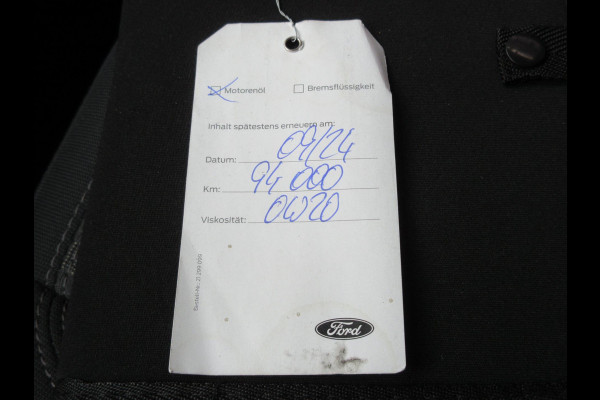 Motorenöl Bremsflüssigkeit
Inhalt spätestens erneuern am:
Datum: 09/24
Km: 94 000
Viskosität: 0W20
Ford